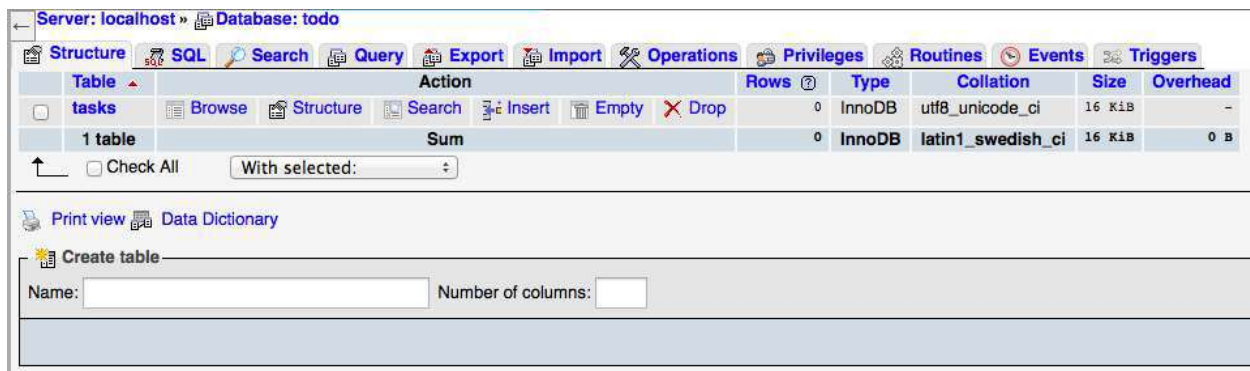 ← Server: localhost » Database: todo
Structure SQL Search Query Export Import Operations Privileges Routines Events Triggers
Table Action Rows ? Type Collation Size Overhead
tasks Browse Structure Search Insert Empty Drop 0 InnoDB utf8_unicode_ci 16 KiB -
1 table Sum 0 InnoDB latin1_swedish_ci 16 KiB 0 B
Check All With selected:
Print view Data Dictionary
Create table
Name: Number of columns: